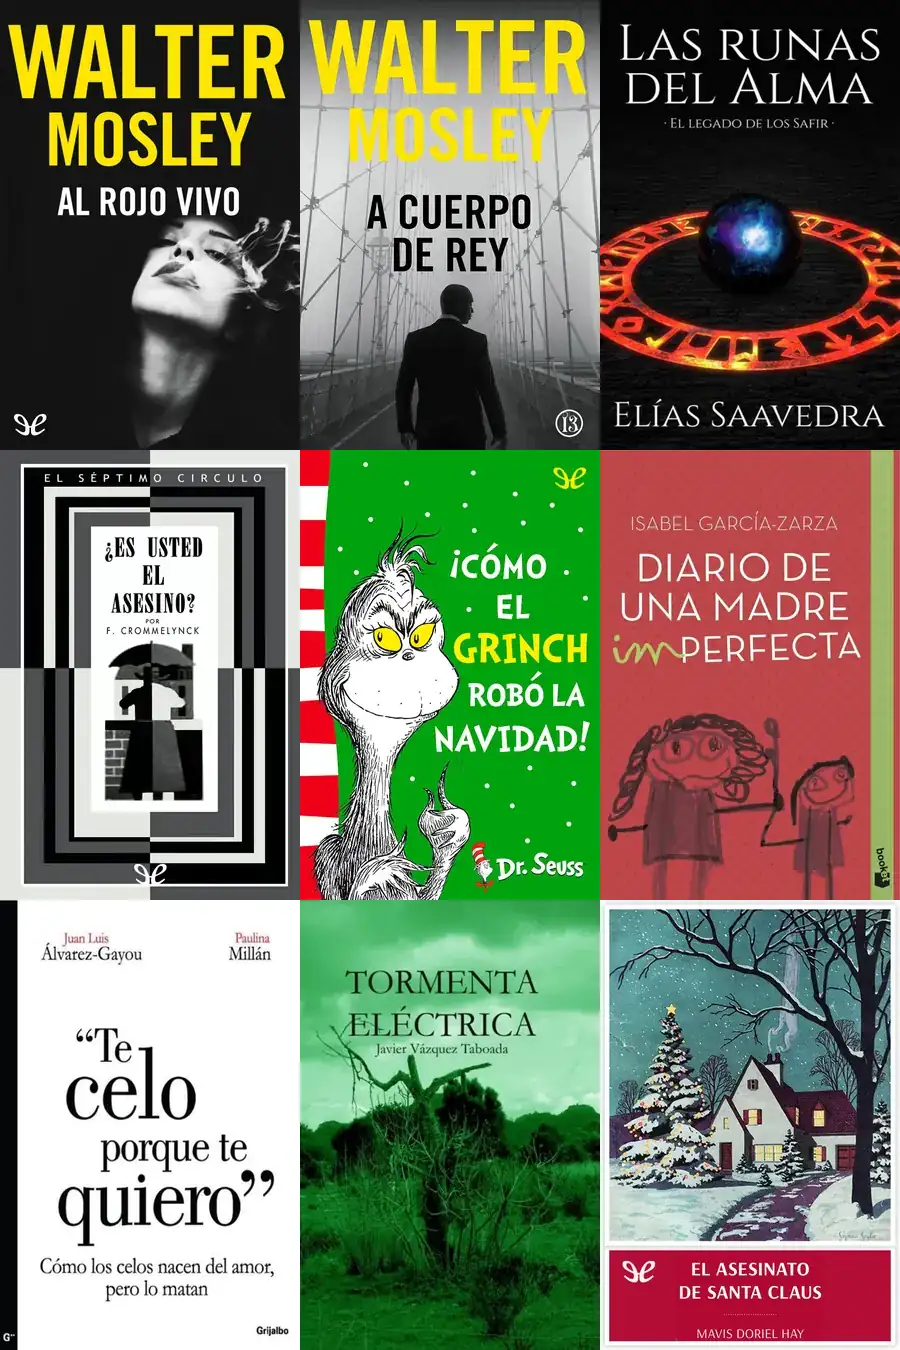 WALTER
MOSLEY
AL ROJO VIVO
WALTER
MOSLEY
A CUERPO
DE REY
13
LAS RUNAS
DEL ALMA
· EL LEGADO DE LOS SAFIR ·
ELÍAS SAAVEDRA
EL SÉPTIMO CIRCULO
¿ES USTED
EL
ASESINO?
POR
F. CROMMELYNCK
¡CÓMO
EL
GRINCH
ROBÓ LA
NAVIDAD!
Dr. Seuss
ISABEL GARCÍA-ZARZA
DIARIO DE
UNA MADRE
imPERFECTA
booket
Juan Luis
Álvarez-Gayou
Paulina
Millán
“Te
celo
porque te
quiero”
Cómo los celos nacen del amor,
pero lo matan
Grijalbo
TORMENTA
ELÉCTRICA
Javier Vázquez Taboada
EL ASESINATO
DE SANTA CLAUS
MAVIS DORIEL HAY